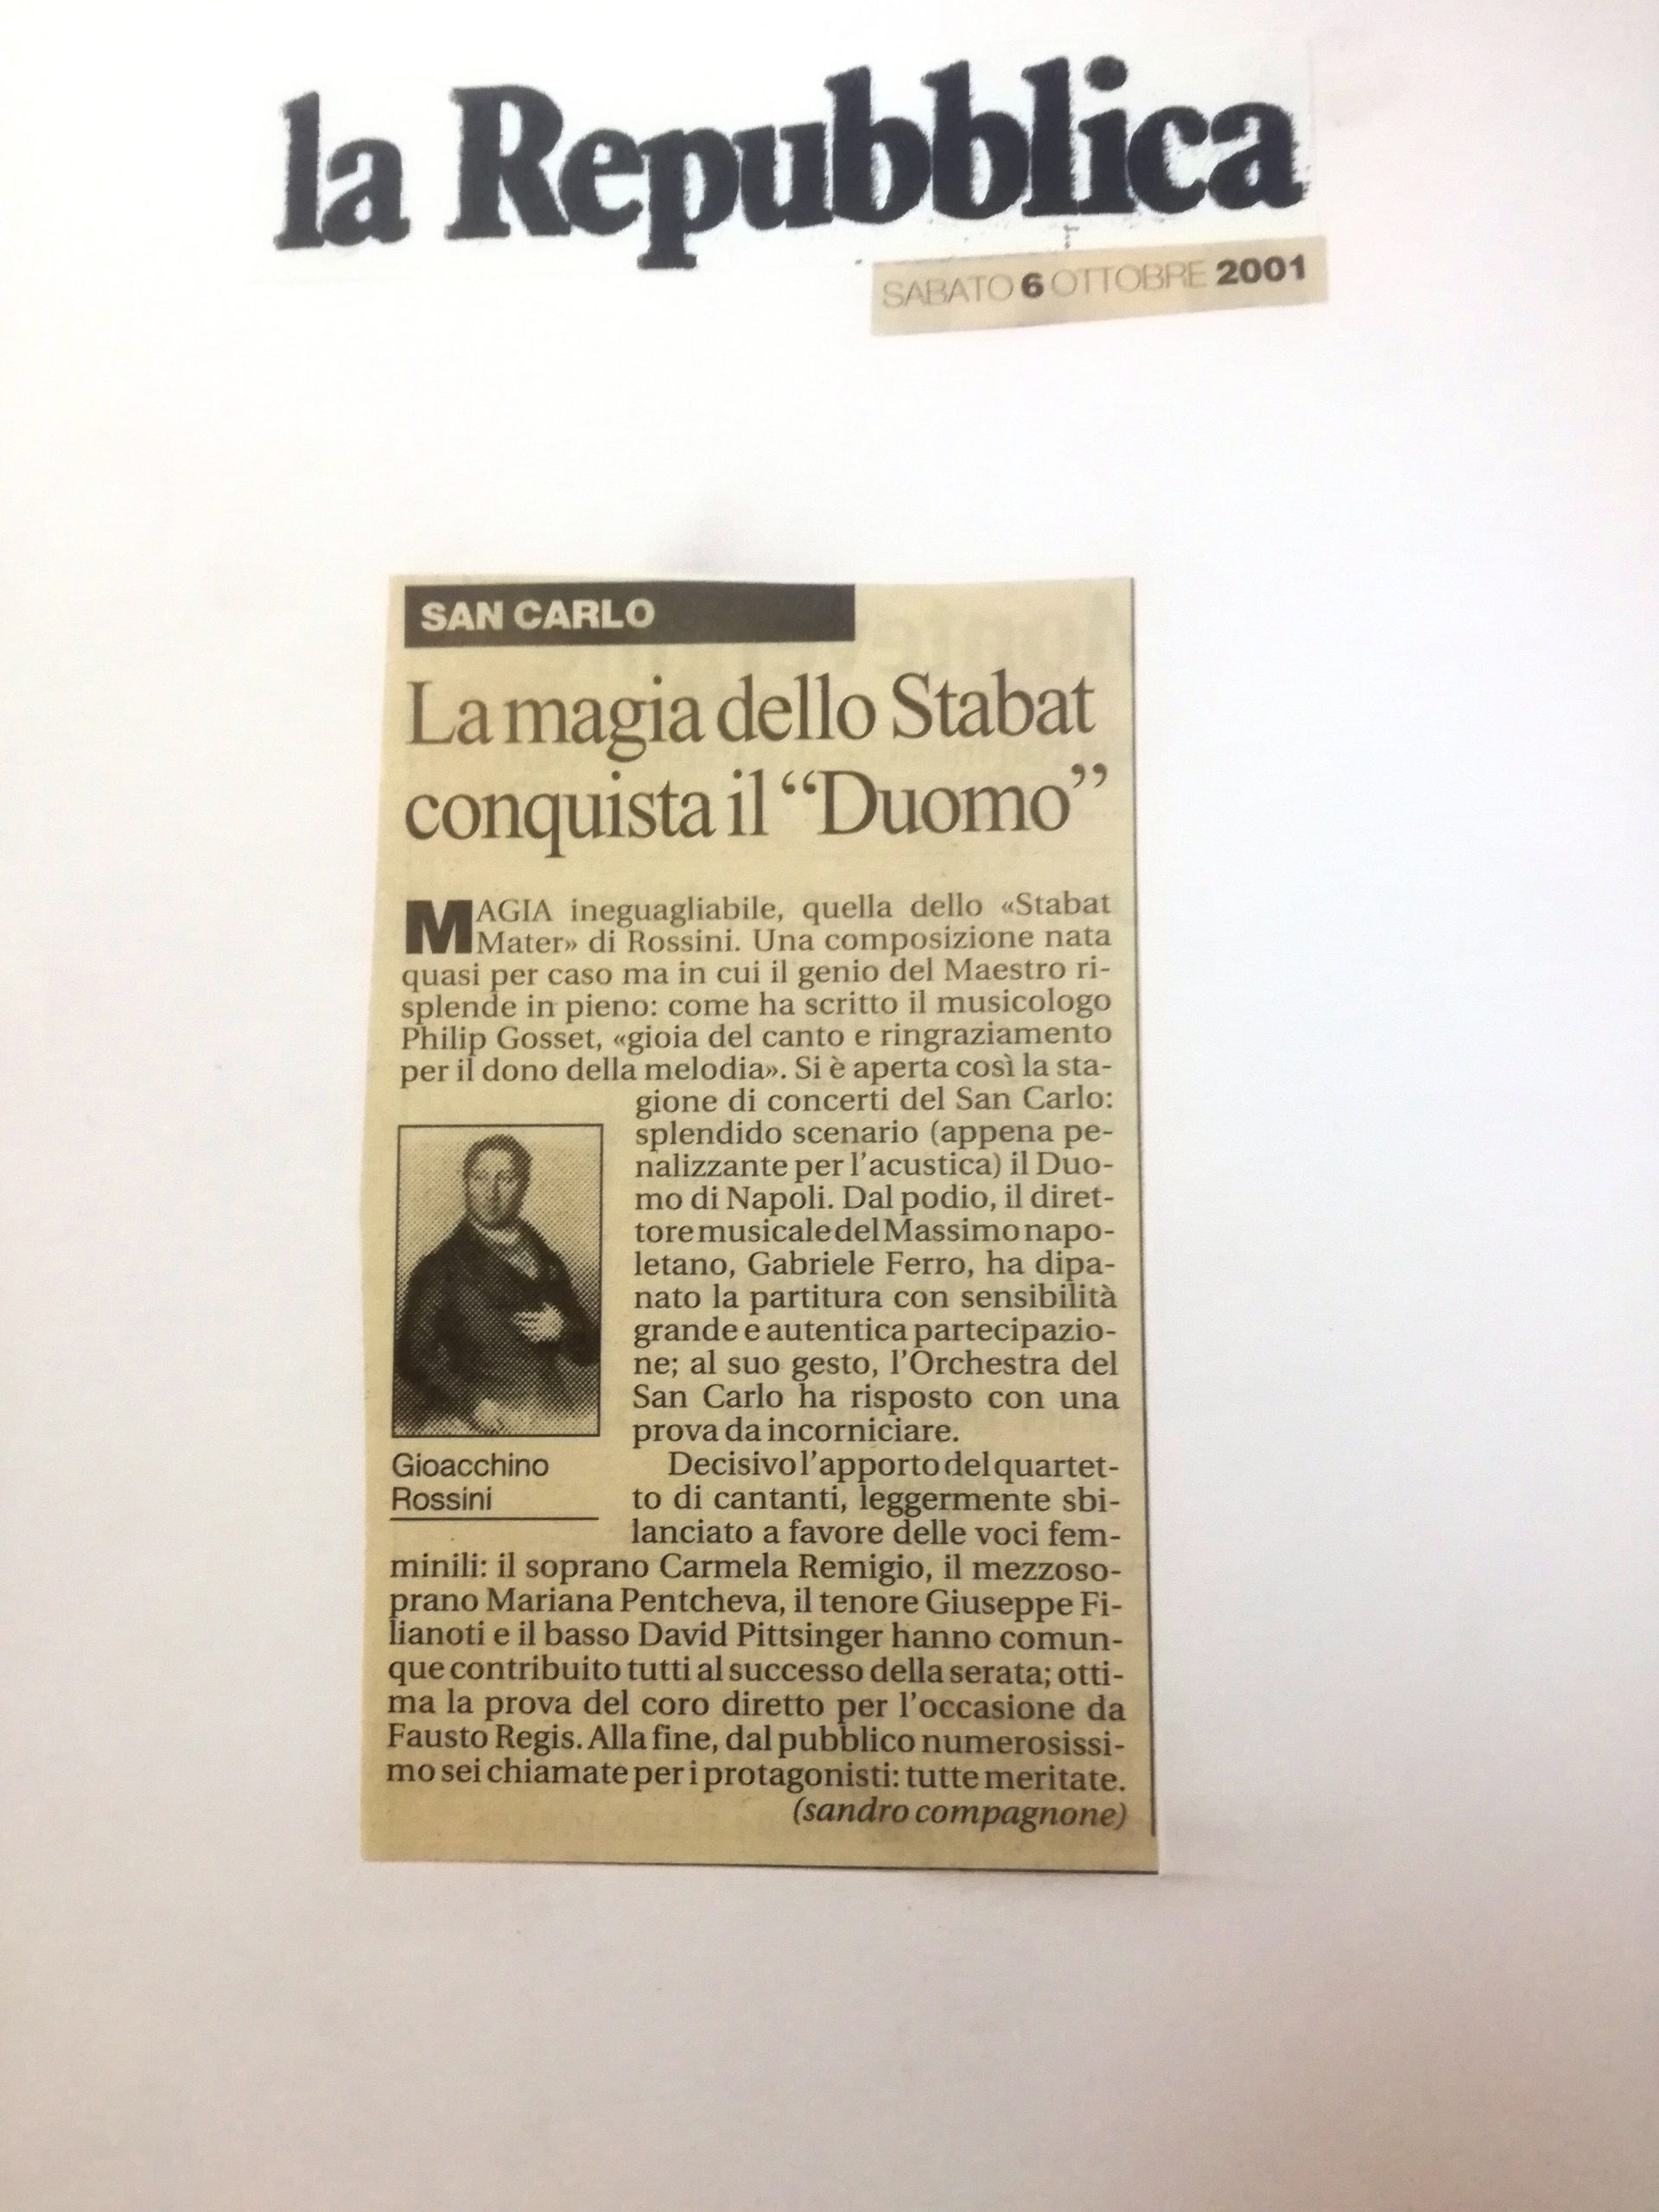 la Repubblica
SABATO 6 OTTOBRE 2001
SAN CARLO
La magia dello Stabat
conquista il “Duomo”
MAGIA ineguagliabile, quella dello «Stabat
Mater» di Rossini. Una composizione nata
quasi per caso ma in cui il genio del Maestro ri-
splende in pieno: come ha scritto il musicologo
Philip Gosset, «gioia del canto e ringraziamento
per il dono della melodia». Si è aperta così la sta-
gione di concerti del San Carlo:
splendido scenario (appena pe-
nalizzante per l'acustica) il Duo-
mo di Napoli. Dal podio, il diret-
tore musicale del Massimo napo-
letano, Gabriele Ferro, ha dipa-
nato la partitura con sensibilità
grande e autentica partecipazio-
ne; al suo gesto, l'Orchestra del
San Carlo ha risposto con una
prova da incorniciare.
Gioacchino
Rossini
Decisivo l'apporto del quartet-
to di cantanti, leggermente sbi-
lanciato a favore delle voci fem-
minili: il soprano Carmela Remigio, il mezzoso-
prano Mariana Pentcheva, il tenore Giuseppe Fi-
lianoti e il basso David Pittsinger hanno comun-
que contribuito tutti al successo della serata; otti-
ma la prova del coro diretto per l'occasione da
Fausto Regis. Alla fine, dal pubblico numerosissi-
mo sei chiamate per i protagonisti: tutte meritate.
(sandro compagnone)